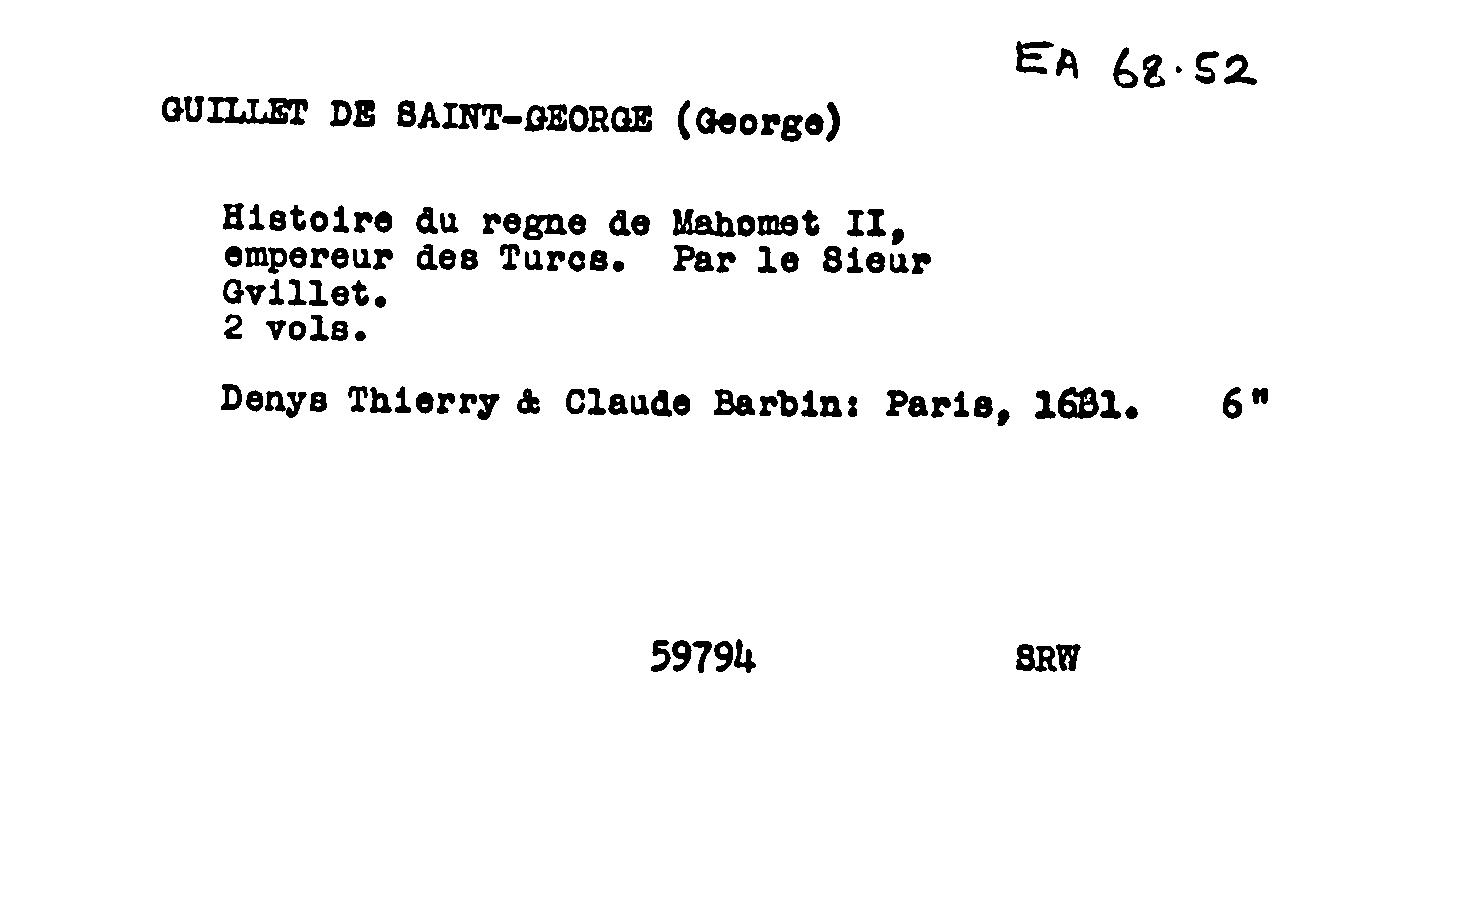 EA 68.52
GUILLET DE SAINT-GEORGE (George)
Histoire du regne de Mahomet II,
empereur des Turcs. Par le Sieur
Gvillet.
2 vols.
Denys Thierry & Claude Barbin: Paris, 1681. 6"
59794 SRW